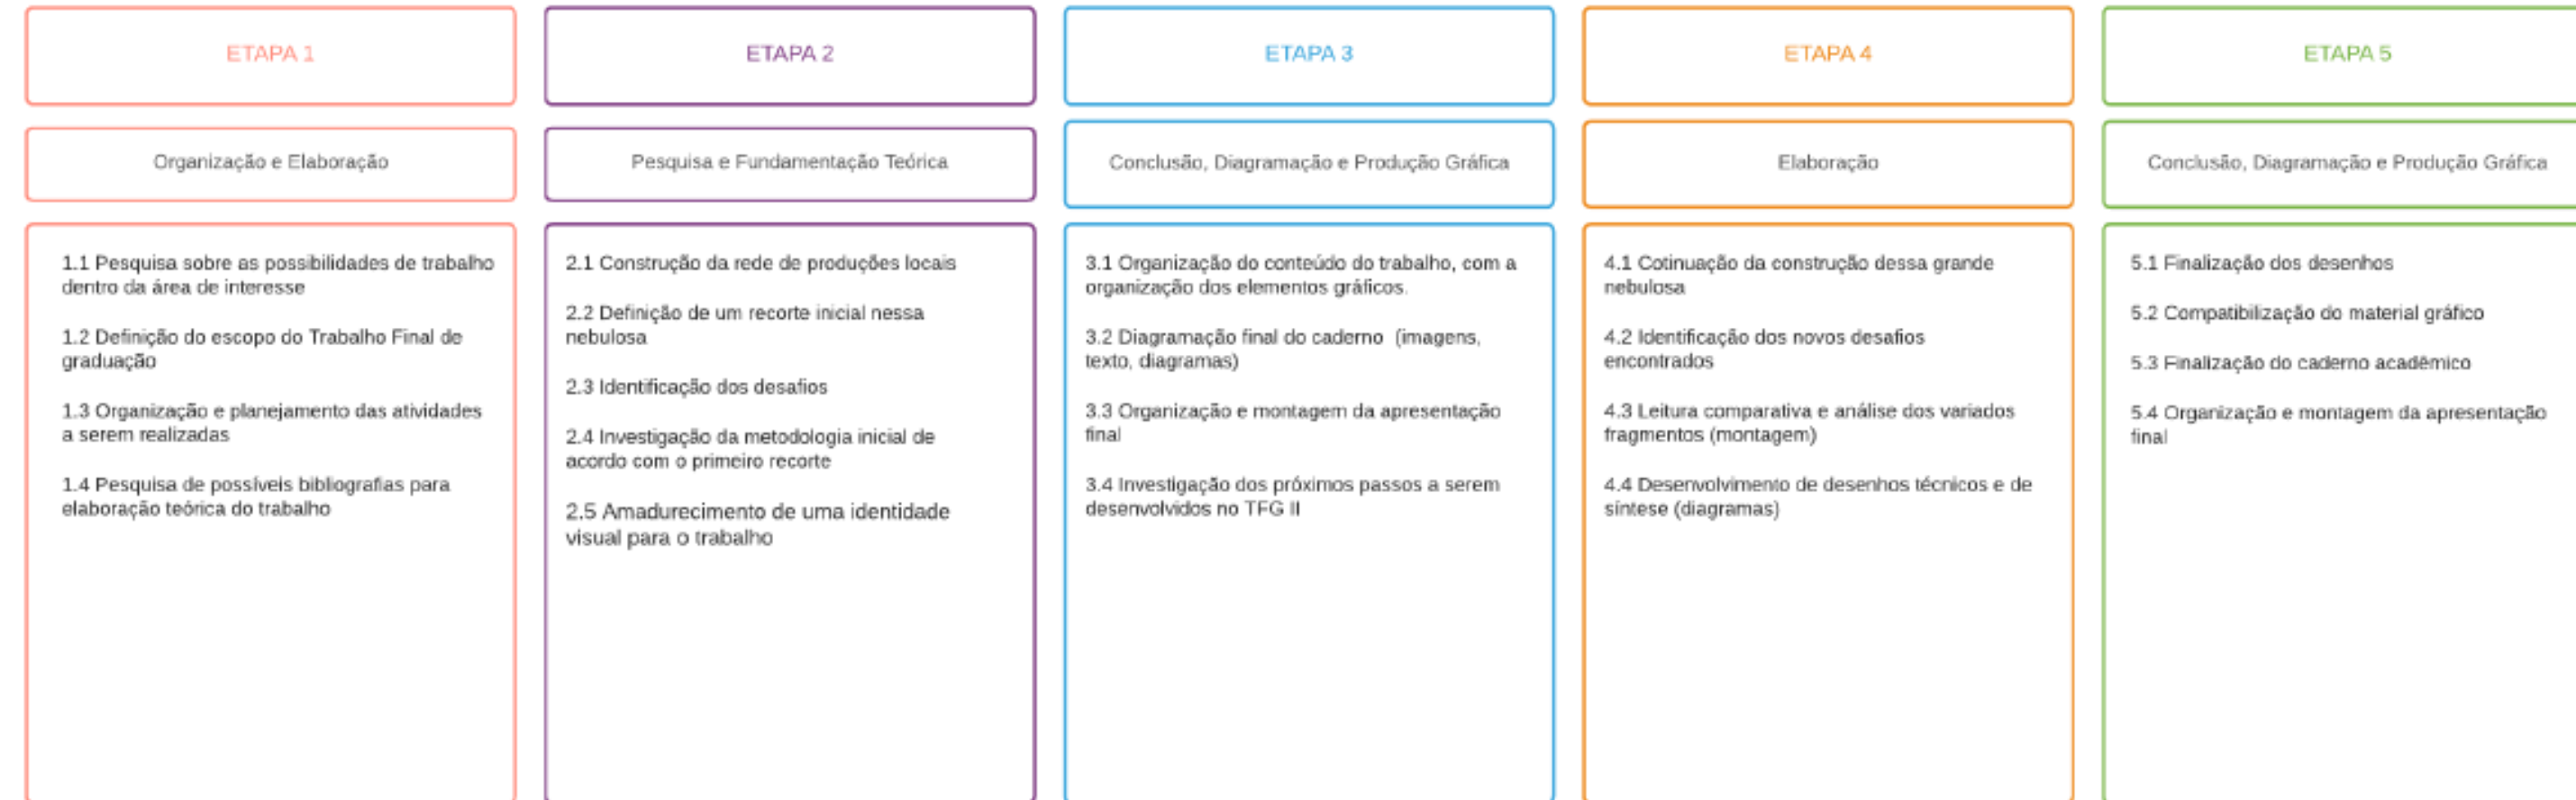 ETAPA 1
Organização e Elaboração
1.1 Pesquisa sobre as possibilidades de trabalho
dentro da área de interesse
1.2 Definição do escopo do Trabalho Final de
graduação
1.3 Organização e planejamento das atividades
a serem realizadas
1.4 Pesquisa de possíveis bibliografias para
elaboração teórica do trabalho
ETAPA 2
Pesquisa e Fundamentação Teórica
2.1 Construção da rede de produções locais
2.2 Definição de um recorte inicial nessa
nebulosa
2.3 Identificação dos desafios
2.4 Investigação da metodologia inicial de
acordo com o primeiro recorte
2.5 Amadurecimento de uma identidade
visual para o trabalho
ETAPA 3
Conclusão, Diagramação e Produção Gráfica
3.1 Organização do conteúdo do trabalho, com a
organização dos elementos gráficos.
3.2 Diagramação final do caderno (imagens,
texto, diagramas)
3.3 Organização e montagem da apresentação
final
3.4 Investigação dos próximos passos a serem
desenvolvidos no TFG II
ETAPA 4
Elaboração
4.1 Cotinuação da construção dessa grande
nebulosa
4.2 Identificação dos novos desafios
encontrados
4.3 Leitura comparativa e análise dos variados
fragmentos (montagem)
4.4 Desenvolvimento de desenhos técnicos e de
síntese (diagramas)
ETAPA 5
Conclusão, Diagramação e Produção Gráfica
5.1 Finalização dos desenhos
5.2 Compatibilização do material gráfico
5.3 Finalização do caderno acadêmico
5.4 Organização e montagem da apresentação
final